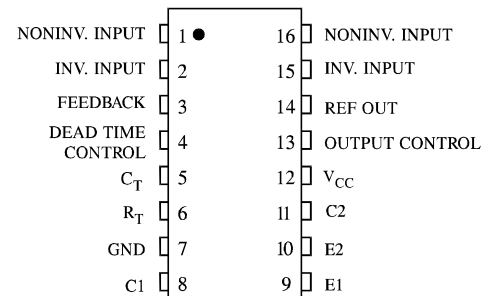 NONINV. INPUT 1 16 NONINV. INPUT
INV. INPUT 2 15 INV. INPUT
FEEDBACK 3 14 REF OUT
DEAD TIME
CONTROL 4 13 OUTPUT CONTROL
CT 5 12 VCC
RT 6 11 C2
GND 7 10 E2
C1 8 9 E1